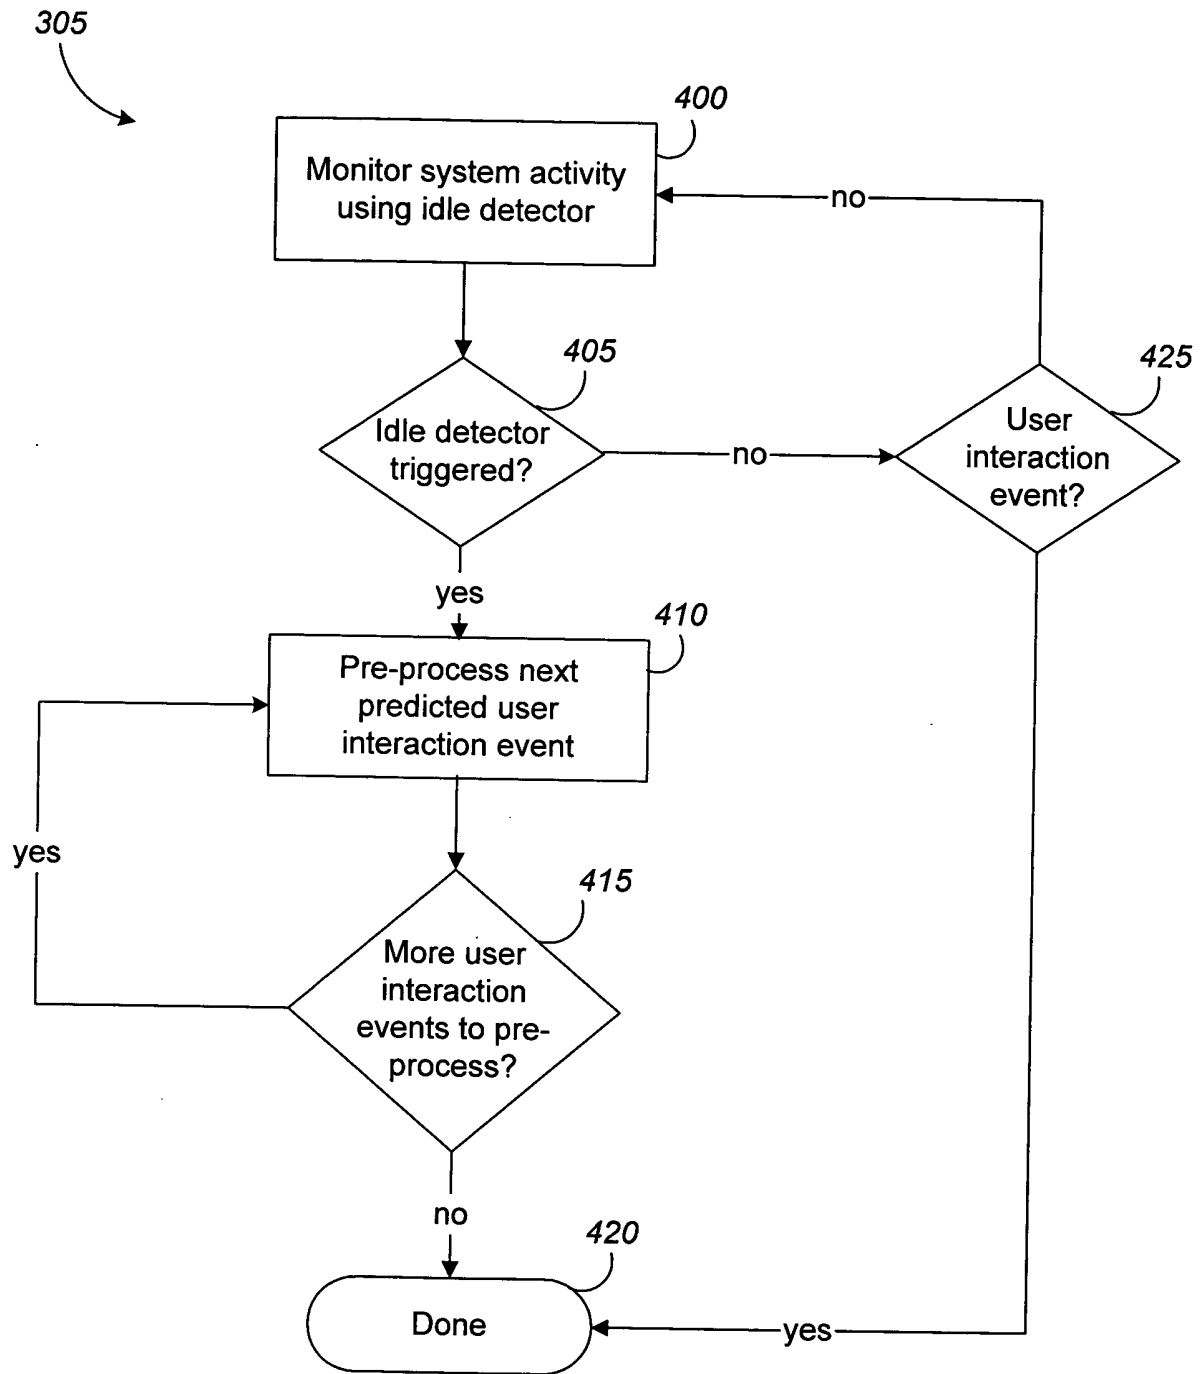 305
400
Monitor system activity
using idle detector
no
405
Idle detector
triggered?
no
425
User
interaction
event?
yes
410
Pre-process next
predicted user
interaction event
yes
415
More user
interaction
events to pre-
process?
no
420
Done
yes